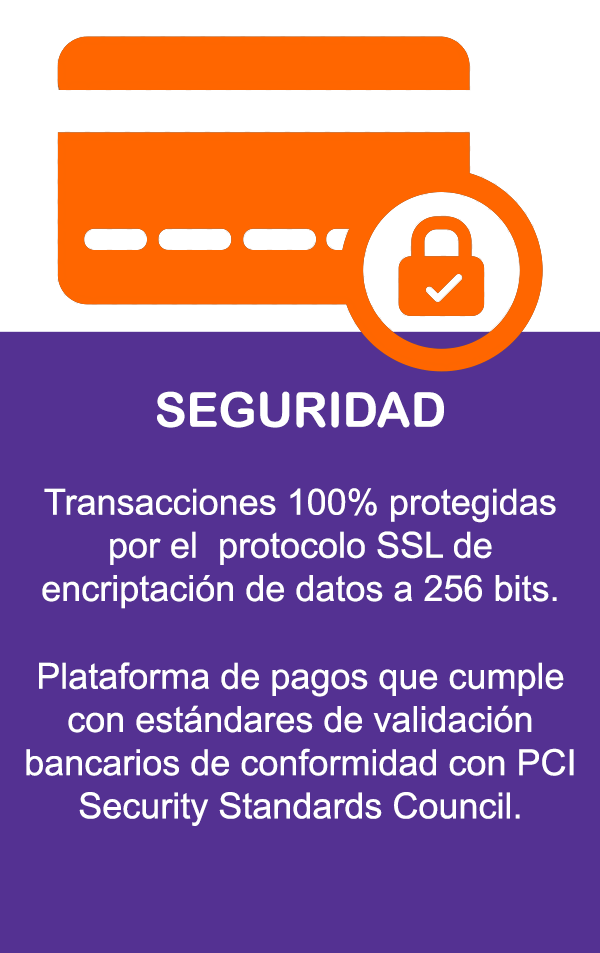 SEGURIDAD
Transacciones 100% protegidas
por el  protocolo SSL de
encriptación de datos a 256 bits.
Plataforma de pagos que cumple
con estándares de validación
bancarios de conformidad con PCI
Security Standards Council.